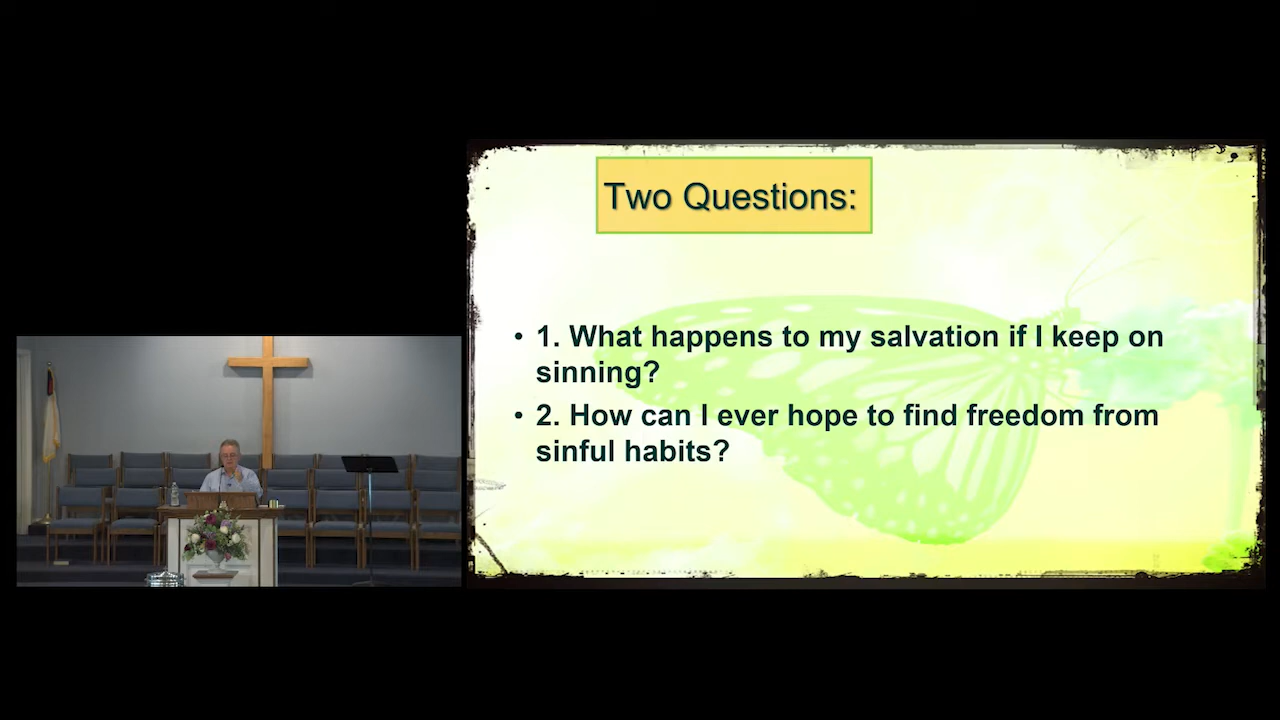 Two Questions:
• 1. What happens to my salvation if I keep on
sinning?
• 2. How can I ever hope to find freedom from
sinful habits?